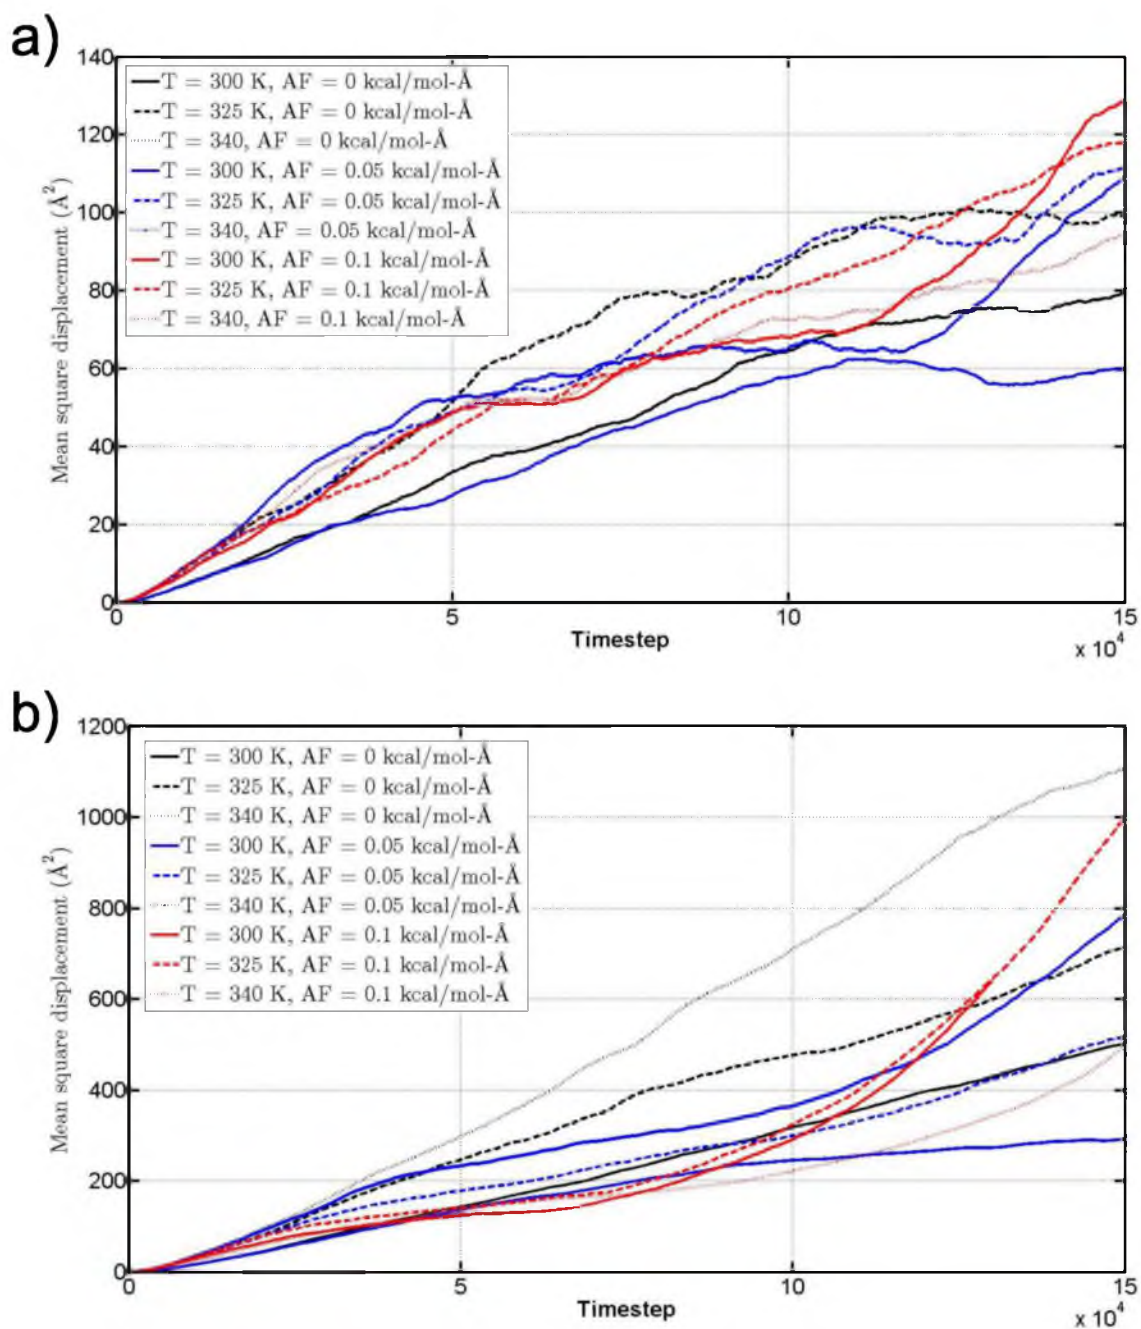 a)
140
120
100
80
60
40
20
0
Mean square displacement (Å²)
T = 300 K, AF = 0 kcal/mol-Å
T = 325 K, AF = 0 kcal/mol-Å
T = 340, AF = 0 kcal/mol-Å
T = 300 K, AF = 0.05 kcal/mol-Å
T = 325 K, AF = 0.05 kcal/mol-Å
T = 340, AF = 0.05 kcal/mol-Å
T = 300 K, AF = 0.1 kcal/mol-Å
T = 325 K, AF = 0.1 kcal/mol-Å
T = 340, AF = 0.1 kcal/mol-Å
0 5 10 15
Timestep
x 10⁴
b)
1200
1000
800
600
400
200
0
Mean square displacement (Å²)
T = 300 K, AF = 0 kcal/mol-Å
T = 325 K, AF = 0 kcal/mol-Å
T = 340 K, AF = 0 kcal/mol-Å
T = 300 K, AF = 0.05 kcal/mol-Å
T = 325 K, AF = 0.05 kcal/mol-Å
T = 340 K, AF = 0.05 kcal/mol-Å
T = 300 K, AF = 0.1 kcal/mol-Å
T = 325 K, AF = 0.1 kcal/mol-Å
T = 340 K, AF = 0.1 kcal/mol-Å
0 5 10 15
Timestep
x 10⁴